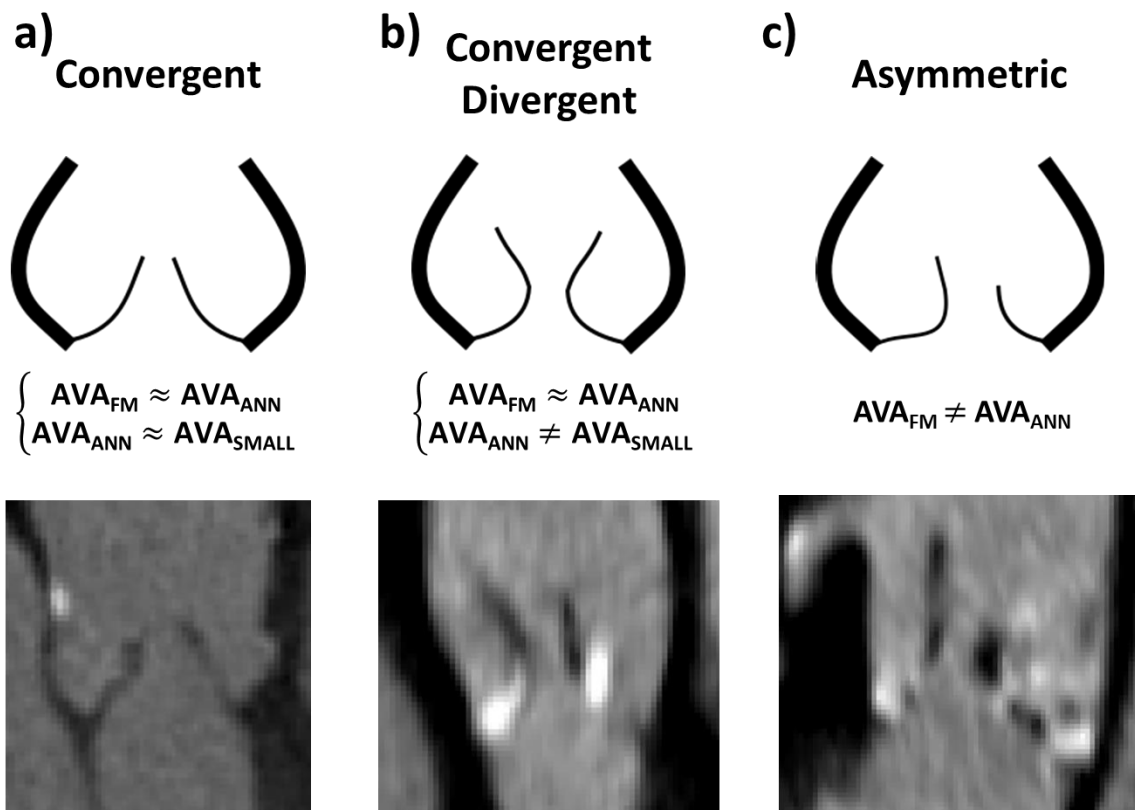 a)
Convergent
{ AVA_FM ≈ AVA_ANN
AVA_ANN ≈ AVA_SMALL
b)
Convergent
Divergent
{ AVA_FM ≈ AVA_ANN
AVA_ANN ≠ AVA_SMALL
c)
Asymmetric
AVA_FM ≠ AVA_ANN